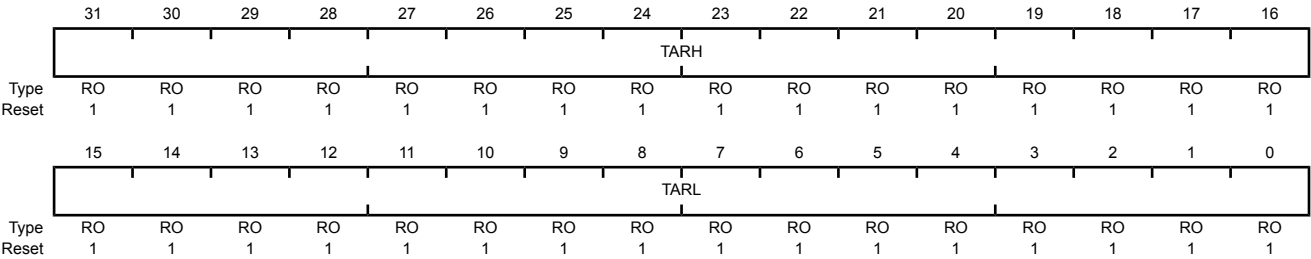 31 30 29 28 27 26 25 24 23 22 21 20 19 18 17 16
TARH
Type RO RO RO RO RO RO RO RO RO RO RO RO RO RO RO RO
Reset 1 1 1 1 1 1 1 1 1 1 1 1 1 1 1 1
15 14 13 12 11 10 9 8 7 6 5 4 3 2 1 0
TARL
Type RO RO RO RO RO RO RO RO RO RO RO RO RO RO RO RO
Reset 1 1 1 1 1 1 1 1 1 1 1 1 1 1 1 1